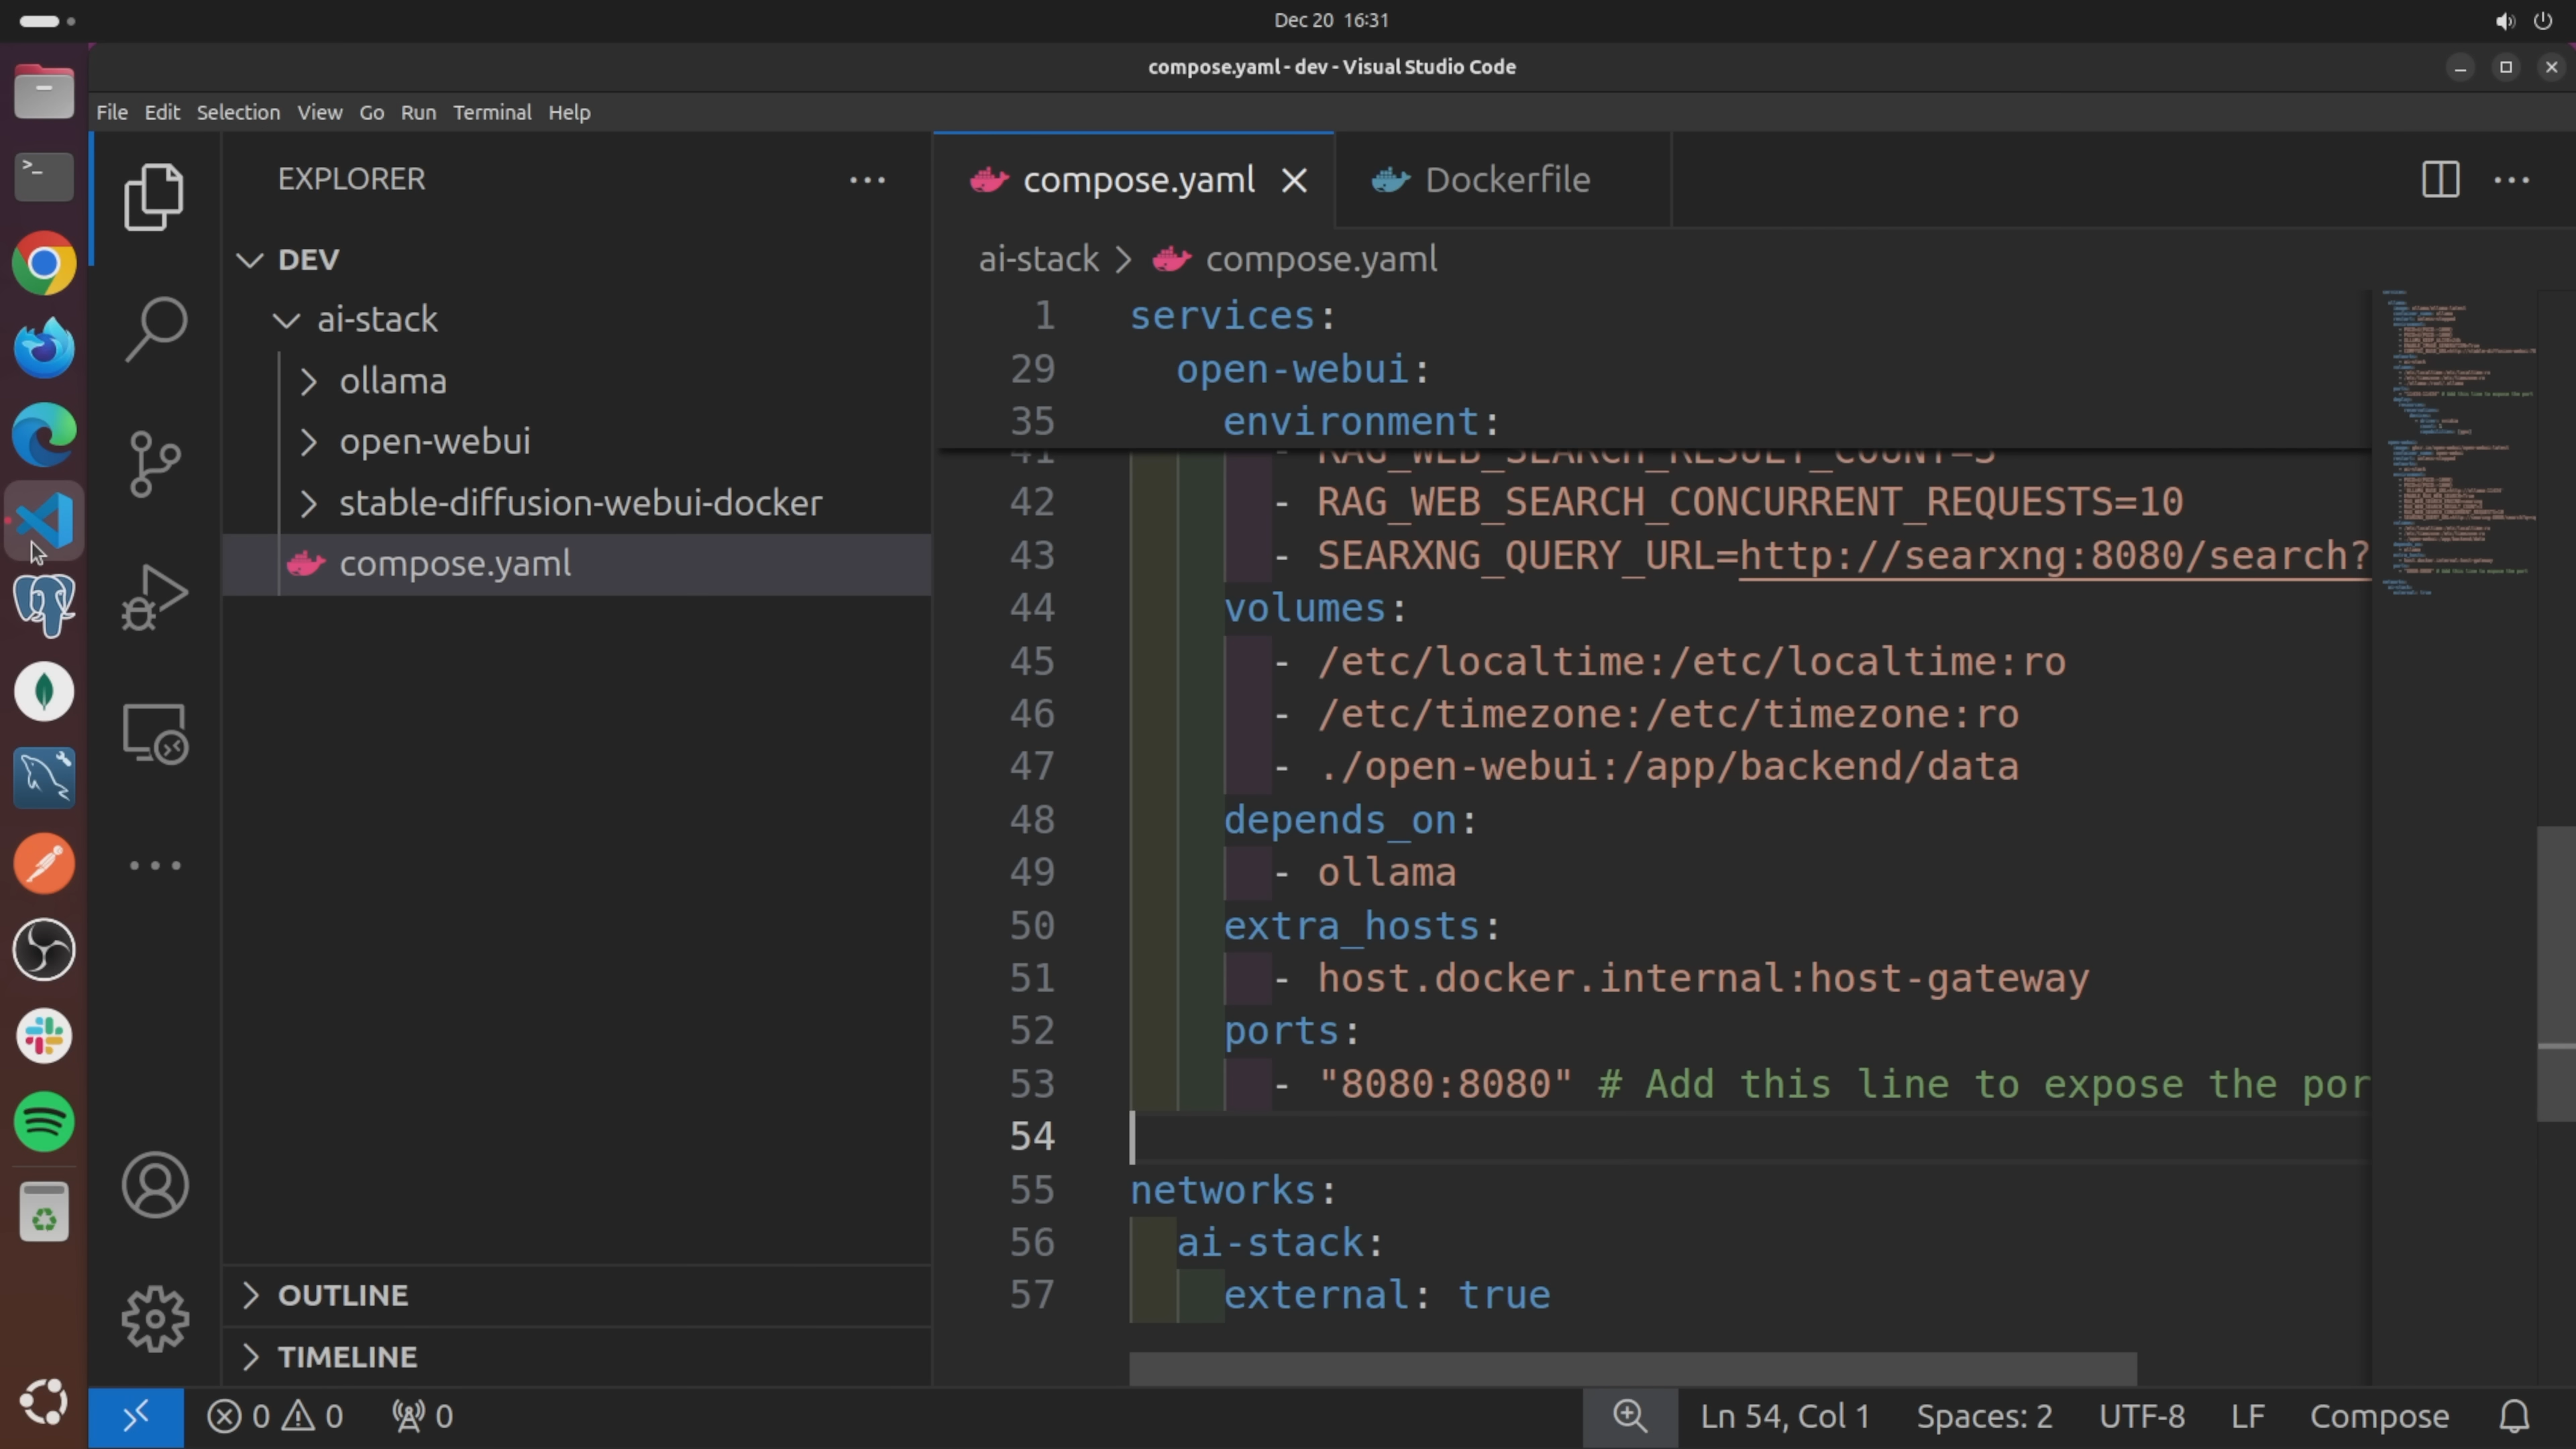 Dec 20 16:31
compose.yaml - dev - Visual Studio Code
File Edit Selection View Go Run Terminal Help
EXPLORER
DEV
ai-stack
ollama
open-webui
stable-diffusion-webui-docker
compose.yaml
OUTLINE
TIMELINE
compose.yaml
Dockerfile
ai-stack > compose.yaml
1 services:
29 open-webui:
35 environment:
41 - RAG_WEB_SEARCH_RESULT_COUNT=3
42 - RAG_WEB_SEARCH_CONCURRENT_REQUESTS=10
43 - SEARXNG_QUERY_URL=http://searxng:8080/search?
44 volumes:
45 - /etc/localtime:/etc/localtime:ro
46 - /etc/timezone:/etc/timezone:ro
47 - ./open-webui:/app/backend/data
48 depends_on:
49 - ollama
50 extra_hosts:
51 - host.docker.internal:host-gateway
52 ports:
53 - "8080:8080" # Add this line to expose the por
54
55 networks:
56 ai-stack:
57 external: true
0 0 0
Ln 54, Col 1 Spaces: 2 UTF-8 LF Compose